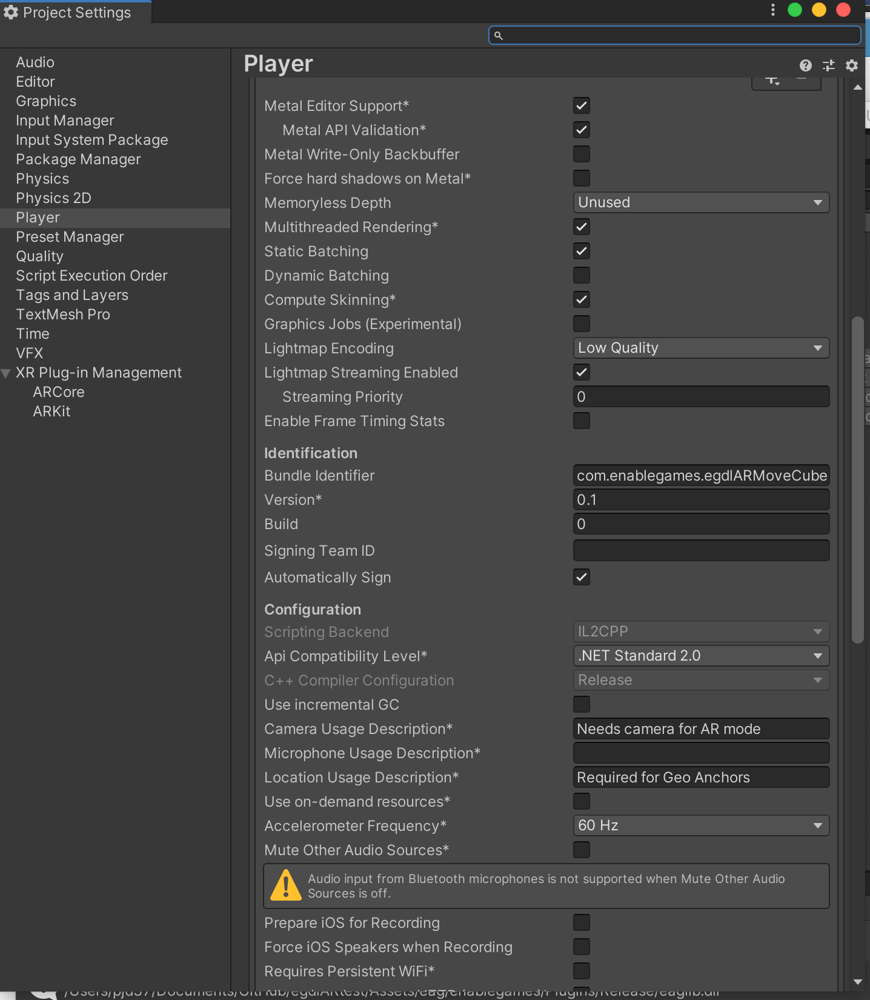 Project Settings
Audio
Editor
Graphics
Input Manager
Input System Package
Package Manager
Physics
Physics 2D
Player
Preset Manager
Quality
Script Execution Order
Tags and Layers
TextMesh Pro
Time
VFX
XR Plug-in Management
ARCore
ARKit
Player
Metal Editor Support*
Metal API Validation*
Metal Write-Only Backbuffer
Force hard shadows on Metal*
Memoryless Depth Unused
Multithreaded Rendering*
Static Batching
Dynamic Batching
Compute Skinning*
Graphics Jobs (Experimental)
Lightmap Encoding Low Quality
Lightmap Streaming Enabled
Streaming Priority 0
Enable Frame Timing Stats
Identification
Bundle Identifier com.enablegames.egdlARMoveCube
Version* 0.1
Build 0
Signing Team ID
Automatically Sign
Configuration
Scripting Backend IL2CPP
Api Compatibility Level* .NET Standard 2.0
C++ Compiler Configuration Release
Use incremental GC
Camera Usage Description* Needs camera for AR mode
Microphone Usage Description*
Location Usage Description* Required for Geo Anchors
Use on-demand resources*
Accelerometer Frequency* 60 Hz
Mute Other Audio Sources*
Audio input from Bluetooth microphones is not supported when Mute Other Audio
Sources is off.
Prepare iOS for Recording
Force iOS Speakers when Recording
Requires Persistent WiFi*